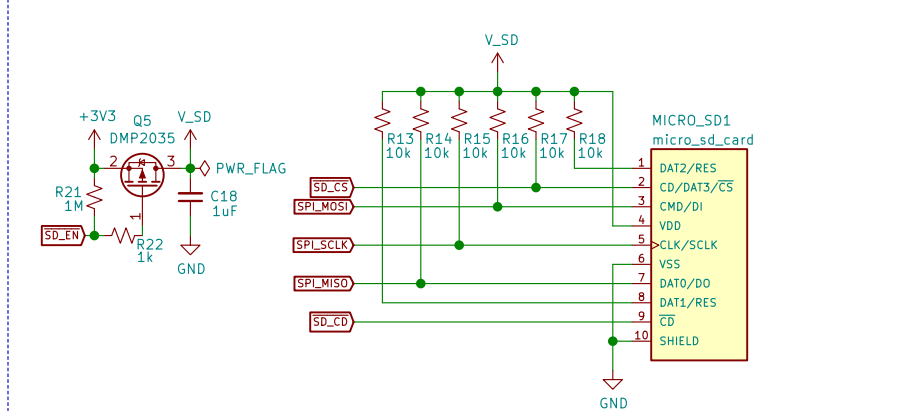 V_SD
+3V3
Q5
V_SD
DMP2035
2
3
PWR_FLAG
R21
1M
C18
1uF
1
SD_EN
R22
1k
GND
R13
10k
R14
10k
R15
10k
R16
10k
R17
10k
R18
10k
MICRO_SD1
micro_sd_card
1
DAT2/RES
SD_CS
2
CD/DAT3/CS
SPI_MOSI
3
CMD/DI
4
VDD
SPI_SCLK
5
CLK/SCLK
6
VSS
SPI_MISO
7
DAT0/DO
8
DAT1/RES
SD_CD
9
CD
10
SHIELD
GND